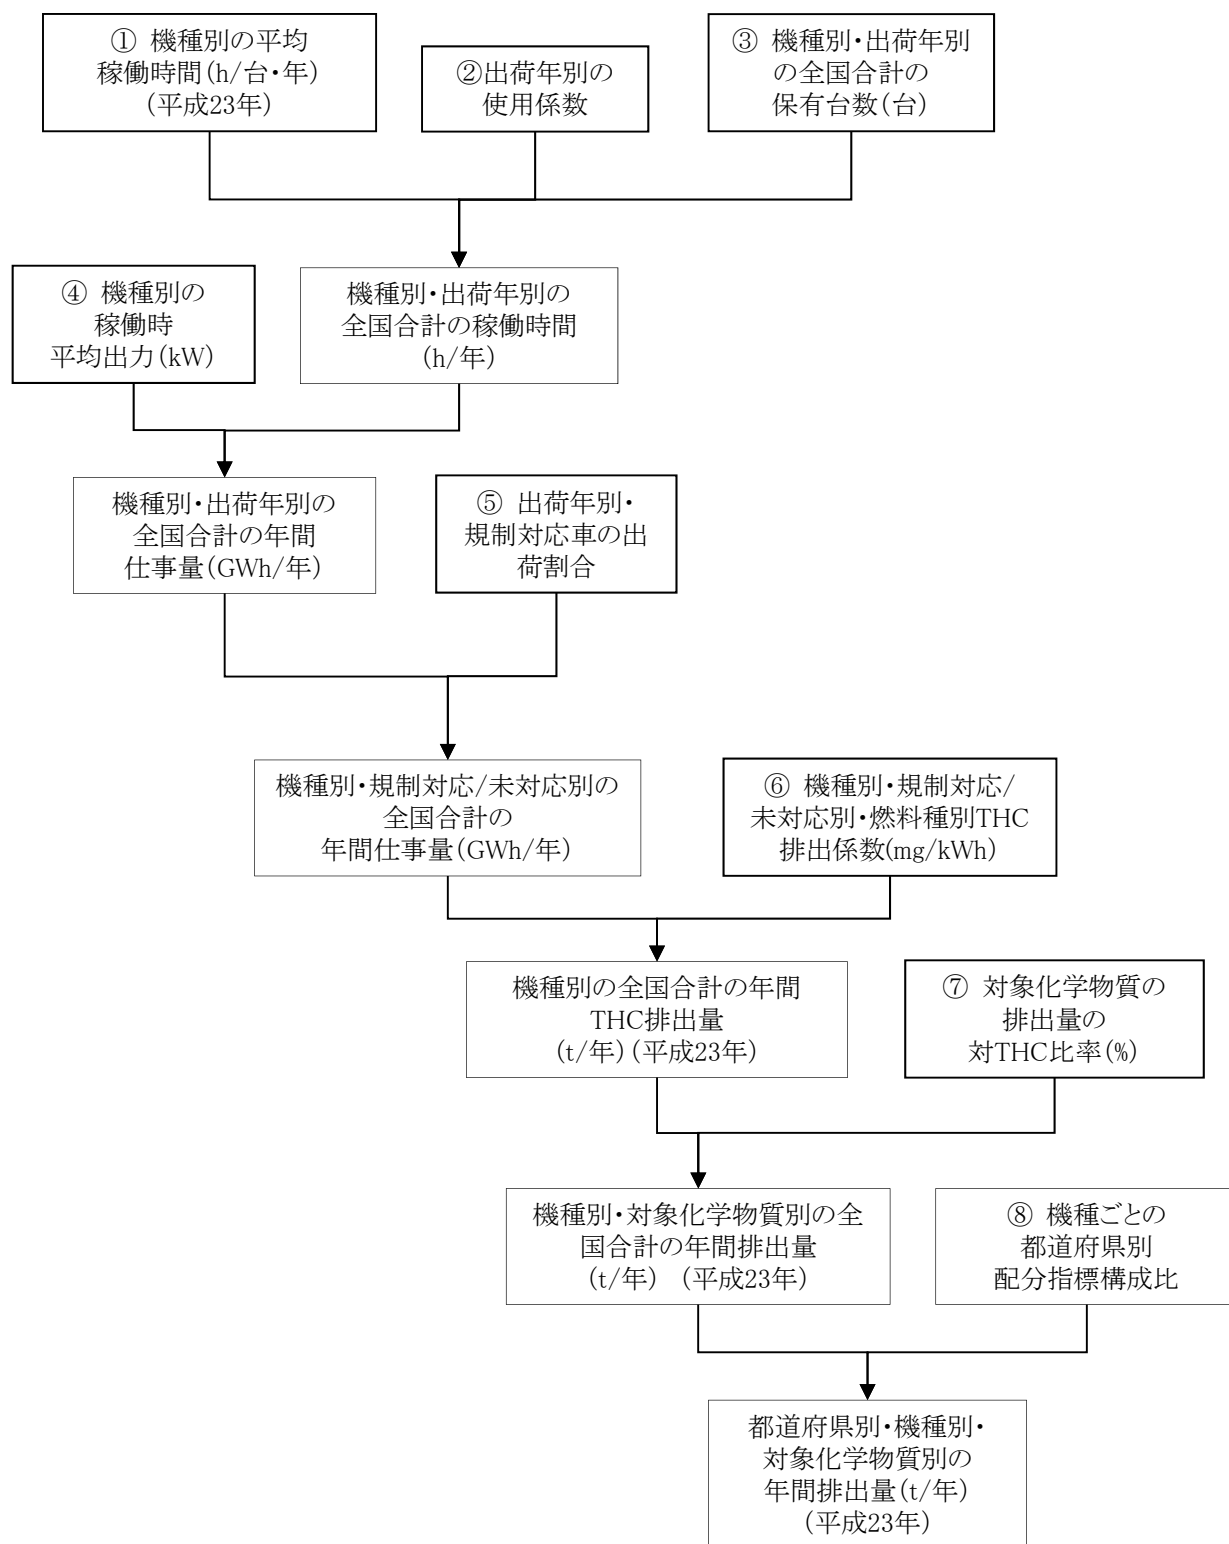 ① 機種別の平均
稼働時間(h/台・年)
(平成23年)
②出荷年別の
使用係数
③ 機種別・出荷年別
の全国合計の
保有台数(台)
④ 機種別の
稼働時
平均出力(kW)
機種別・出荷年別の
全国合計の稼働時間
(h/年)
機種別・出荷年別の
全国合計の年間
仕事量(GWh/年)
⑤ 出荷年別・
規制対応車の出
荷割合
機種別・規制対応/未対応別の
全国合計の
年間仕事量(GWh/年)
⑥ 機種別・規制対応/
未対応別・燃料種別THC
排出係数(mg/kWh)
機種別の全国合計の年間
THC排出量
(t/年)(平成23年)
⑦ 対象化学物質の
排出量の
対THC比率(%)
機種別・対象化学物質別の全
国合計の年間排出量
(t/年) (平成23年)
⑧ 機種ごとの
都道府県別
配分指標構成比
都道府県別・機種別・
対象化学物質別の
年間排出量(t/年)
(平成23年)